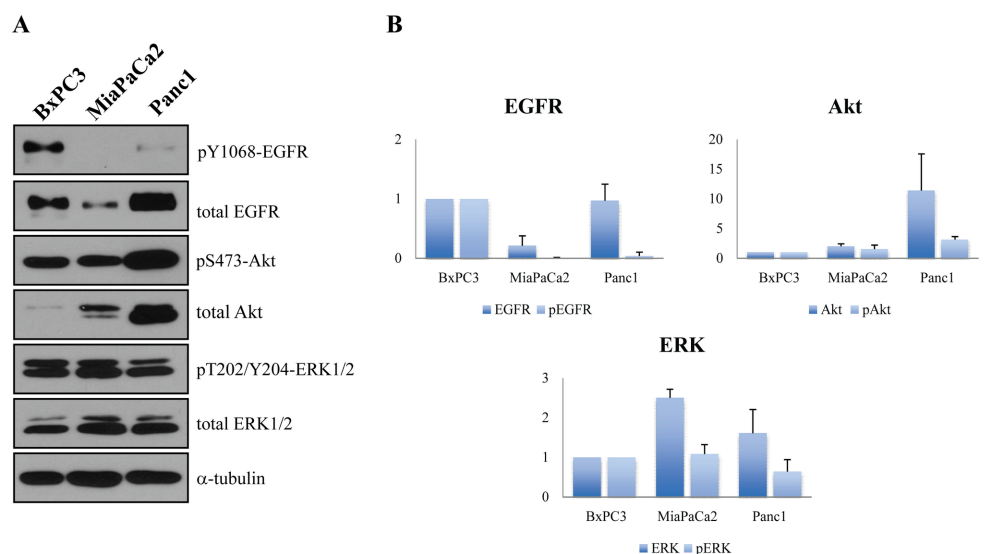 A
BxPC3 MiaPaCa2 Panc1
pY1068-EGFR
total EGFR
pS473-Akt
total Akt
pT202/Y204-ERK1/2
total ERK1/2
α-tubulin
B
EGFR
2
1
0
BxPC3 MiaPaCa2 Panc1
EGFR pEGFR
Akt
20
15
10
5
0
BxPC3 MiaPaCa2 Panc1
Akt pAkt
ERK
3
2
1
0
BxPC3 MiaPaCa2 Panc1
ERK pERK